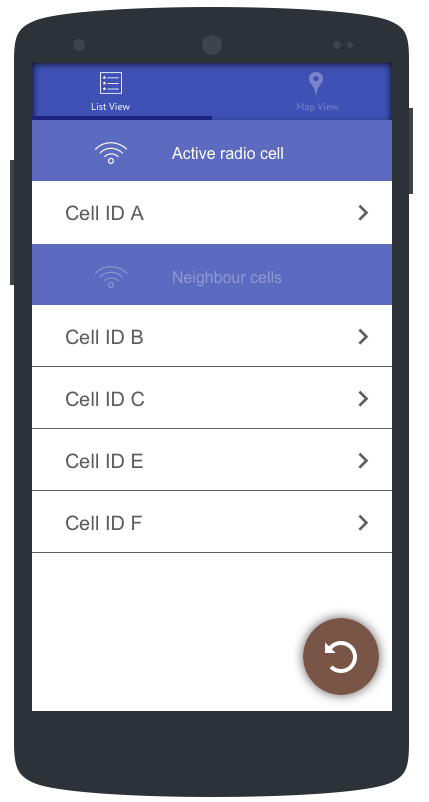 List View
Map View
Active radio cell
Cell ID A
Neighbour cells
Cell ID B
Cell ID C
Cell ID E
Cell ID F